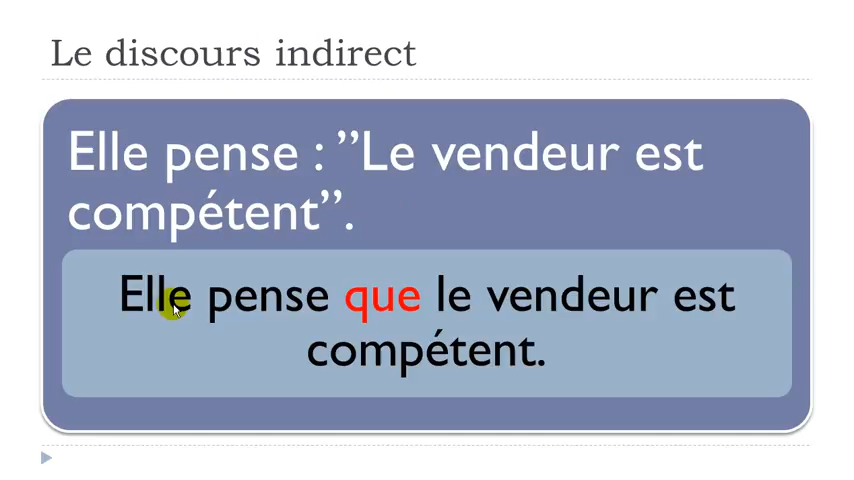 Le discours indirect
Elle pense : ”Le vendeur est
compétent”.
Elle pense que le vendeur est
compétent.